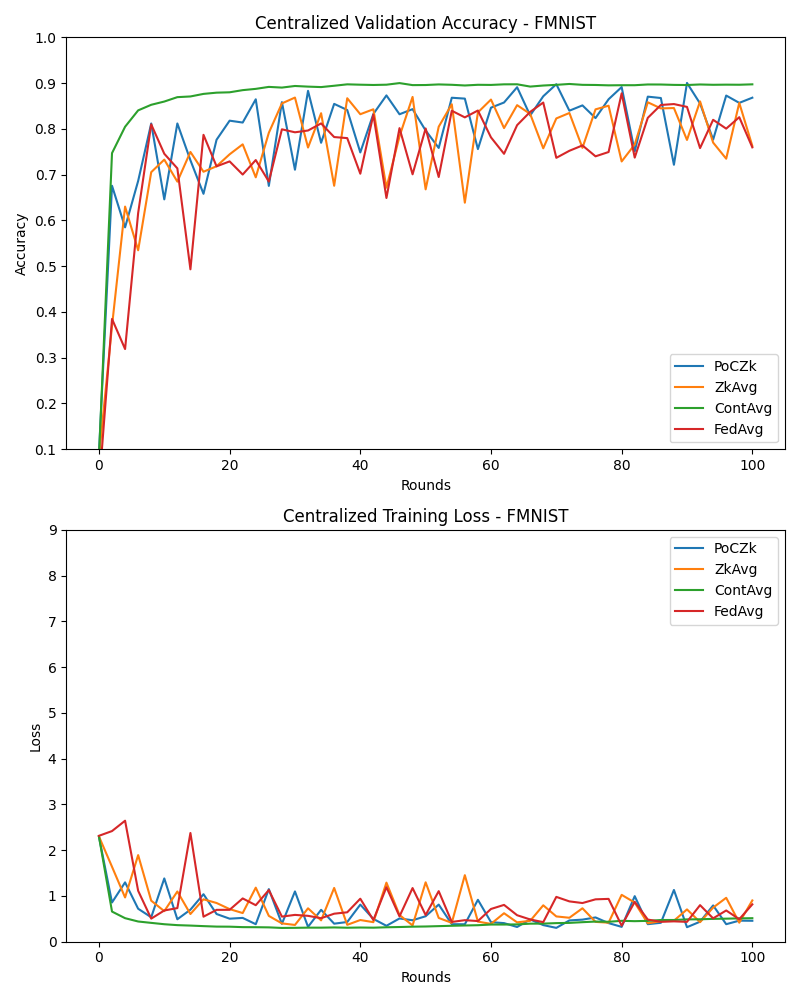 Centralized Validation Accuracy - FMNIST
1.0
0.9
0.8
0.7
0.6
0.5
0.4
0.3
0.2
0.1
Accuracy
0 20 40 60 80 100
Rounds
PoCZk
ZkAvg
ContAvg
FedAvg
Centralized Training Loss - FMNIST
9
8
7
6
5
4
3
2
1
0
Loss
0 20 40 60 80 100
Rounds
PoCZk
ZkAvg
ContAvg
FedAvg